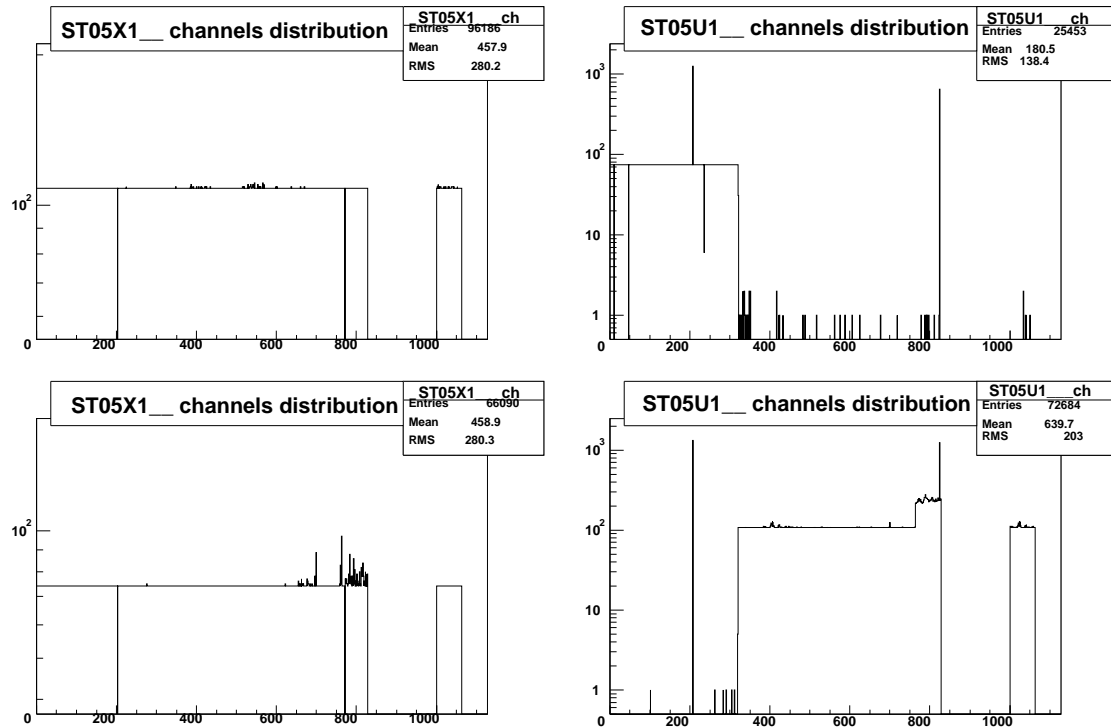 ST05X1__ channels distribution
ST05X1__ch
Entries 96186
Mean 457.9
RMS 280.2
10²
0 200 400 600 800 1000
ST05U1__ channels distribution
ST05U1__ch
Entries 25453
Mean 180.5
RMS 138.4
10³
10²
10
1
0 200 400 600 800 1000
ST05X1__ channels distribution
ST05X1__ch
Entries 66090
Mean 458.9
RMS 280.3
10²
0 200 400 600 800 1000
ST05U1__ channels distribution
ST05U1__ch
Entries 72684
Mean 639.7
RMS 203
10³
10²
10
1
0 200 400 600 800 1000